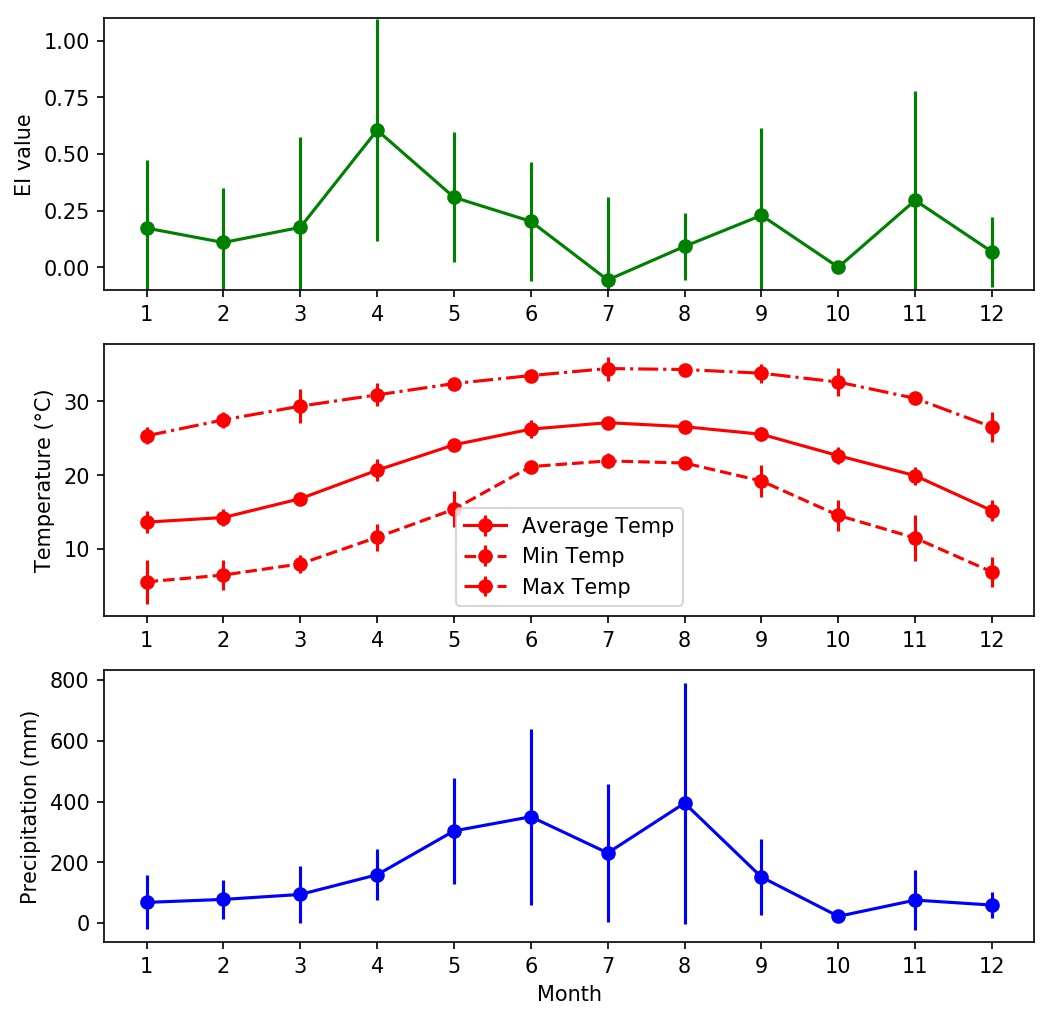 EI value
1.00
0.75
0.50
0.25
0.00
1 2 3 4 5 6 7 8 9 10 11 12
Temperature (°C)
30
20
10
Average Temp
Min Temp
Max Temp
1 2 3 4 5 6 7 8 9 10 11 12
Precipitation (mm)
800
600
400
200
0
1 2 3 4 5 6 7 8 9 10 11 12
Month